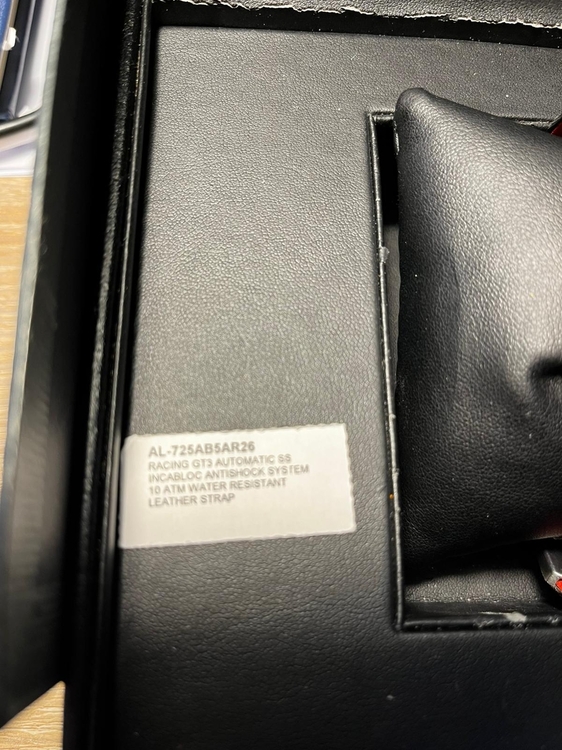 AL-725AB5AR26
RACING GT3 AUTOMATIC SS
INCABLOC ANTISHOCK SYSTEM
10 ATM WATER RESISTANT
LEATHER STRAP